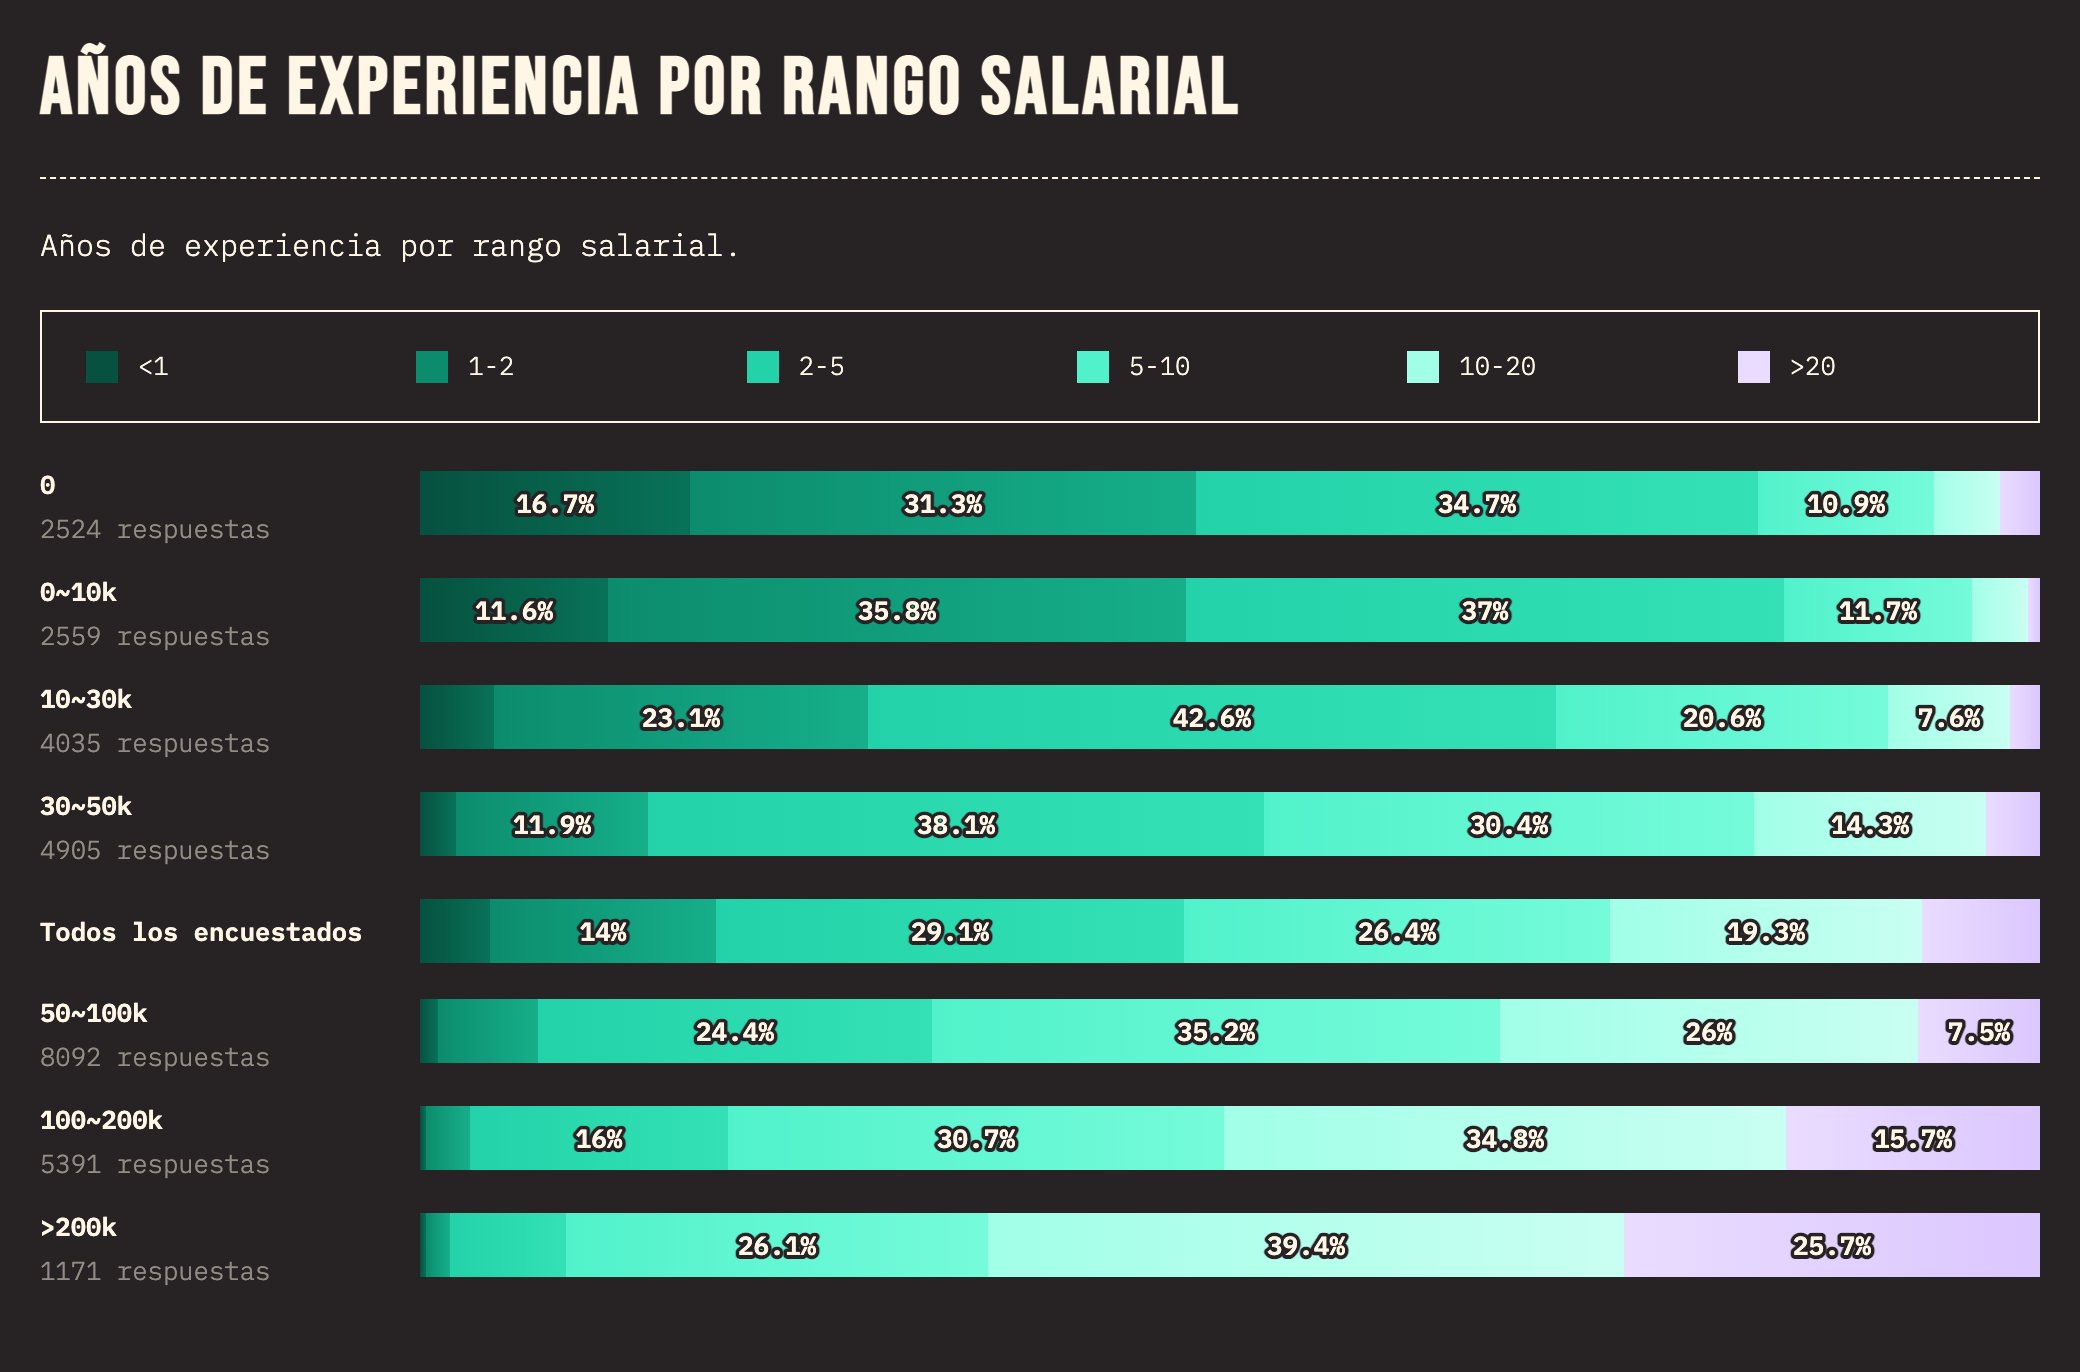 AÑOS DE EXPERIENCIA POR RANGO SALARIAL
Años de experiencia por rango salarial.
<1 1-2 2-5 5-10 10-20 >20
0
2524 respuestas
16.7% 31.3% 34.7% 10.9%
0~10k
2559 respuestas
11.6% 35.8% 37% 11.7%
10~30k
4035 respuestas
23.1% 42.6% 20.6% 7.6%
30~50k
4905 respuestas
11.9% 38.1% 30.4% 14.3%
Todos los encuestados
14% 29.1% 26.4% 19.3%
50~100k
8092 respuestas
24.4% 35.2% 26% 7.5%
100~200k
5391 respuestas
16% 30.7% 34.8% 15.7%
>200k
1171 respuestas
26.1% 39.4% 25.7%